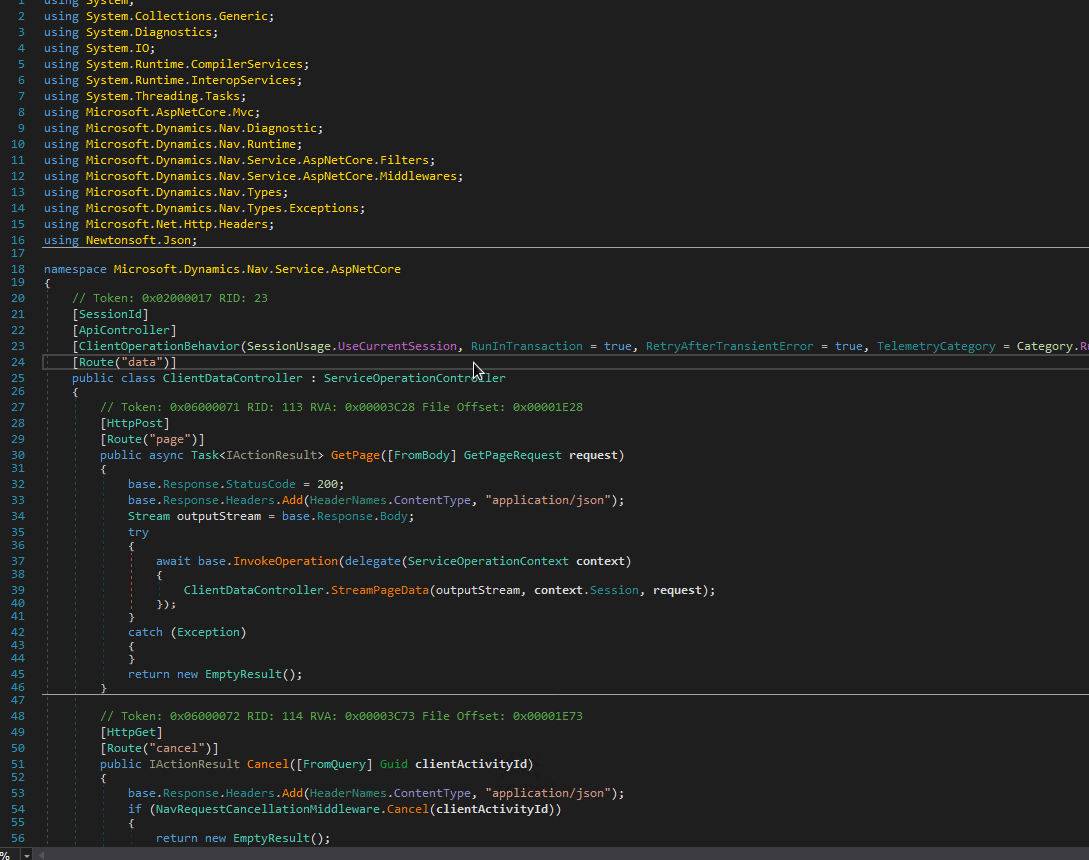 1 using System;
2 using System.Collections.Generic;
3 using System.Diagnostics;
4 using System.IO;
5 using System.Runtime.CompilerServices;
6 using System.Runtime.InteropServices;
7 using System.Threading.Tasks;
8 using Microsoft.AspNetCore.Mvc;
9 using Microsoft.Dynamics.Nav.Diagnostic;
10 using Microsoft.Dynamics.Nav.Runtime;
11 using Microsoft.Dynamics.Nav.Service.AspNetCore.Filters;
12 using Microsoft.Dynamics.Nav.Service.AspNetCore.Middlewares;
13 using Microsoft.Dynamics.Nav.Types;
14 using Microsoft.Dynamics.Nav.Types.Exceptions;
15 using Microsoft.Net.Http.Headers;
16 using Newtonsoft.Json;
17
18 namespace Microsoft.Dynamics.Nav.Service.AspNetCore
19 {
20 // Token: 0x02000017 RID: 23
21 [SessionId]
22 [ApiController]
23 [ClientOperationBehavior(SessionUsage.UseCurrentSession, RunInTransaction = true, RetryAfterTransientError = true, TelemetryCategory = Category.R
24 [Route("data")]
25 public class ClientDataController : ServiceOperationController
26 {
27 // Token: 0x06000071 RID: 113 RVA: 0x00003C28 File Offset: 0x00001E28
28 [HttpPost]
29 [Route("page")]
30 public async Task<IActionResult> GetPage([FromBody] GetPageRequest request)
31 {
32 base.Response.StatusCode = 200;
33 base.Response.Headers.Add(HeaderNames.ContentType, "application/json");
34 Stream outputStream = base.Response.Body;
35 try
36 {
37 await base.InvokeOperation(delegate(ServiceOperationContext context)
38 {
39 ClientDataController.StreamPageData(outputStream, context.Session, request);
40 });
41 }
42 catch (Exception)
43 {
44 }
45 return new EmptyResult();
46 }
47
48 // Token: 0x06000072 RID: 114 RVA: 0x00003C73 File Offset: 0x00001E73
49 [HttpGet]
50 [Route("cancel")]
51 public IActionResult Cancel([FromQuery] Guid clientActivityId)
52 {
53 base.Response.Headers.Add(HeaderNames.ContentType, "application/json");
54 if (NavRequestCancellationMiddleware.Cancel(clientActivityId))
55 {
56 return new EmptyResult();
%